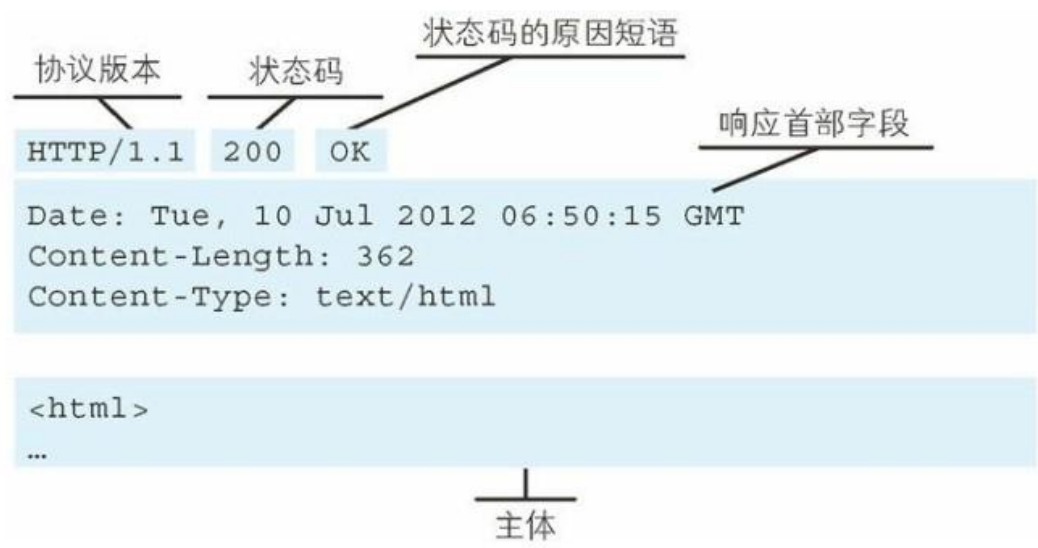 状态码的原因短语
协议版本 状态码
响应首部字段
HTTP/1.1 200 OK
Date: Tue, 10 Jul 2012 06:50:15 GMT
Content-Length: 362
Content-Type: text/html
<html>
…
主体